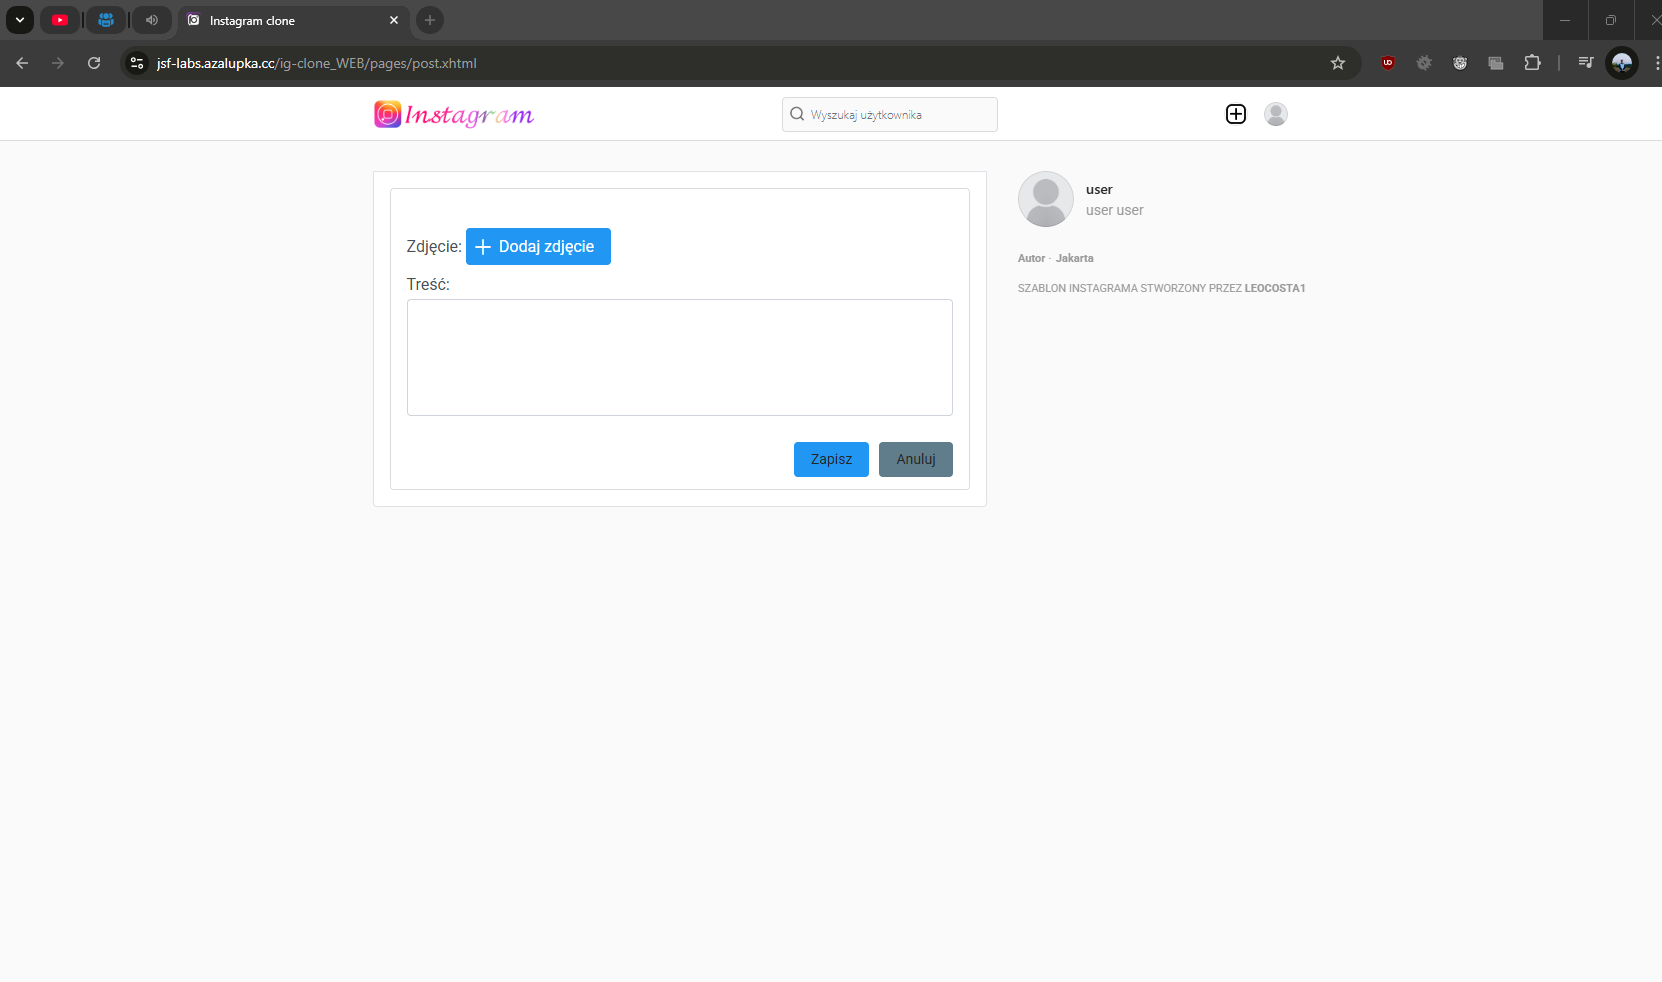 Instagram clone
jsf-labs.azalupka.cc/ig-clone_WEB/pages/post.xhtml
Instagram
Wyszukaj użytkownika
Zdjęcie:
Dodaj zdjęcie
Treść:
Zapisz
Anuluj
user
user user
Autor · Jakarta
SZABLON INSTAGRAMA STWORZONY PRZEZ LEOCOSTA1